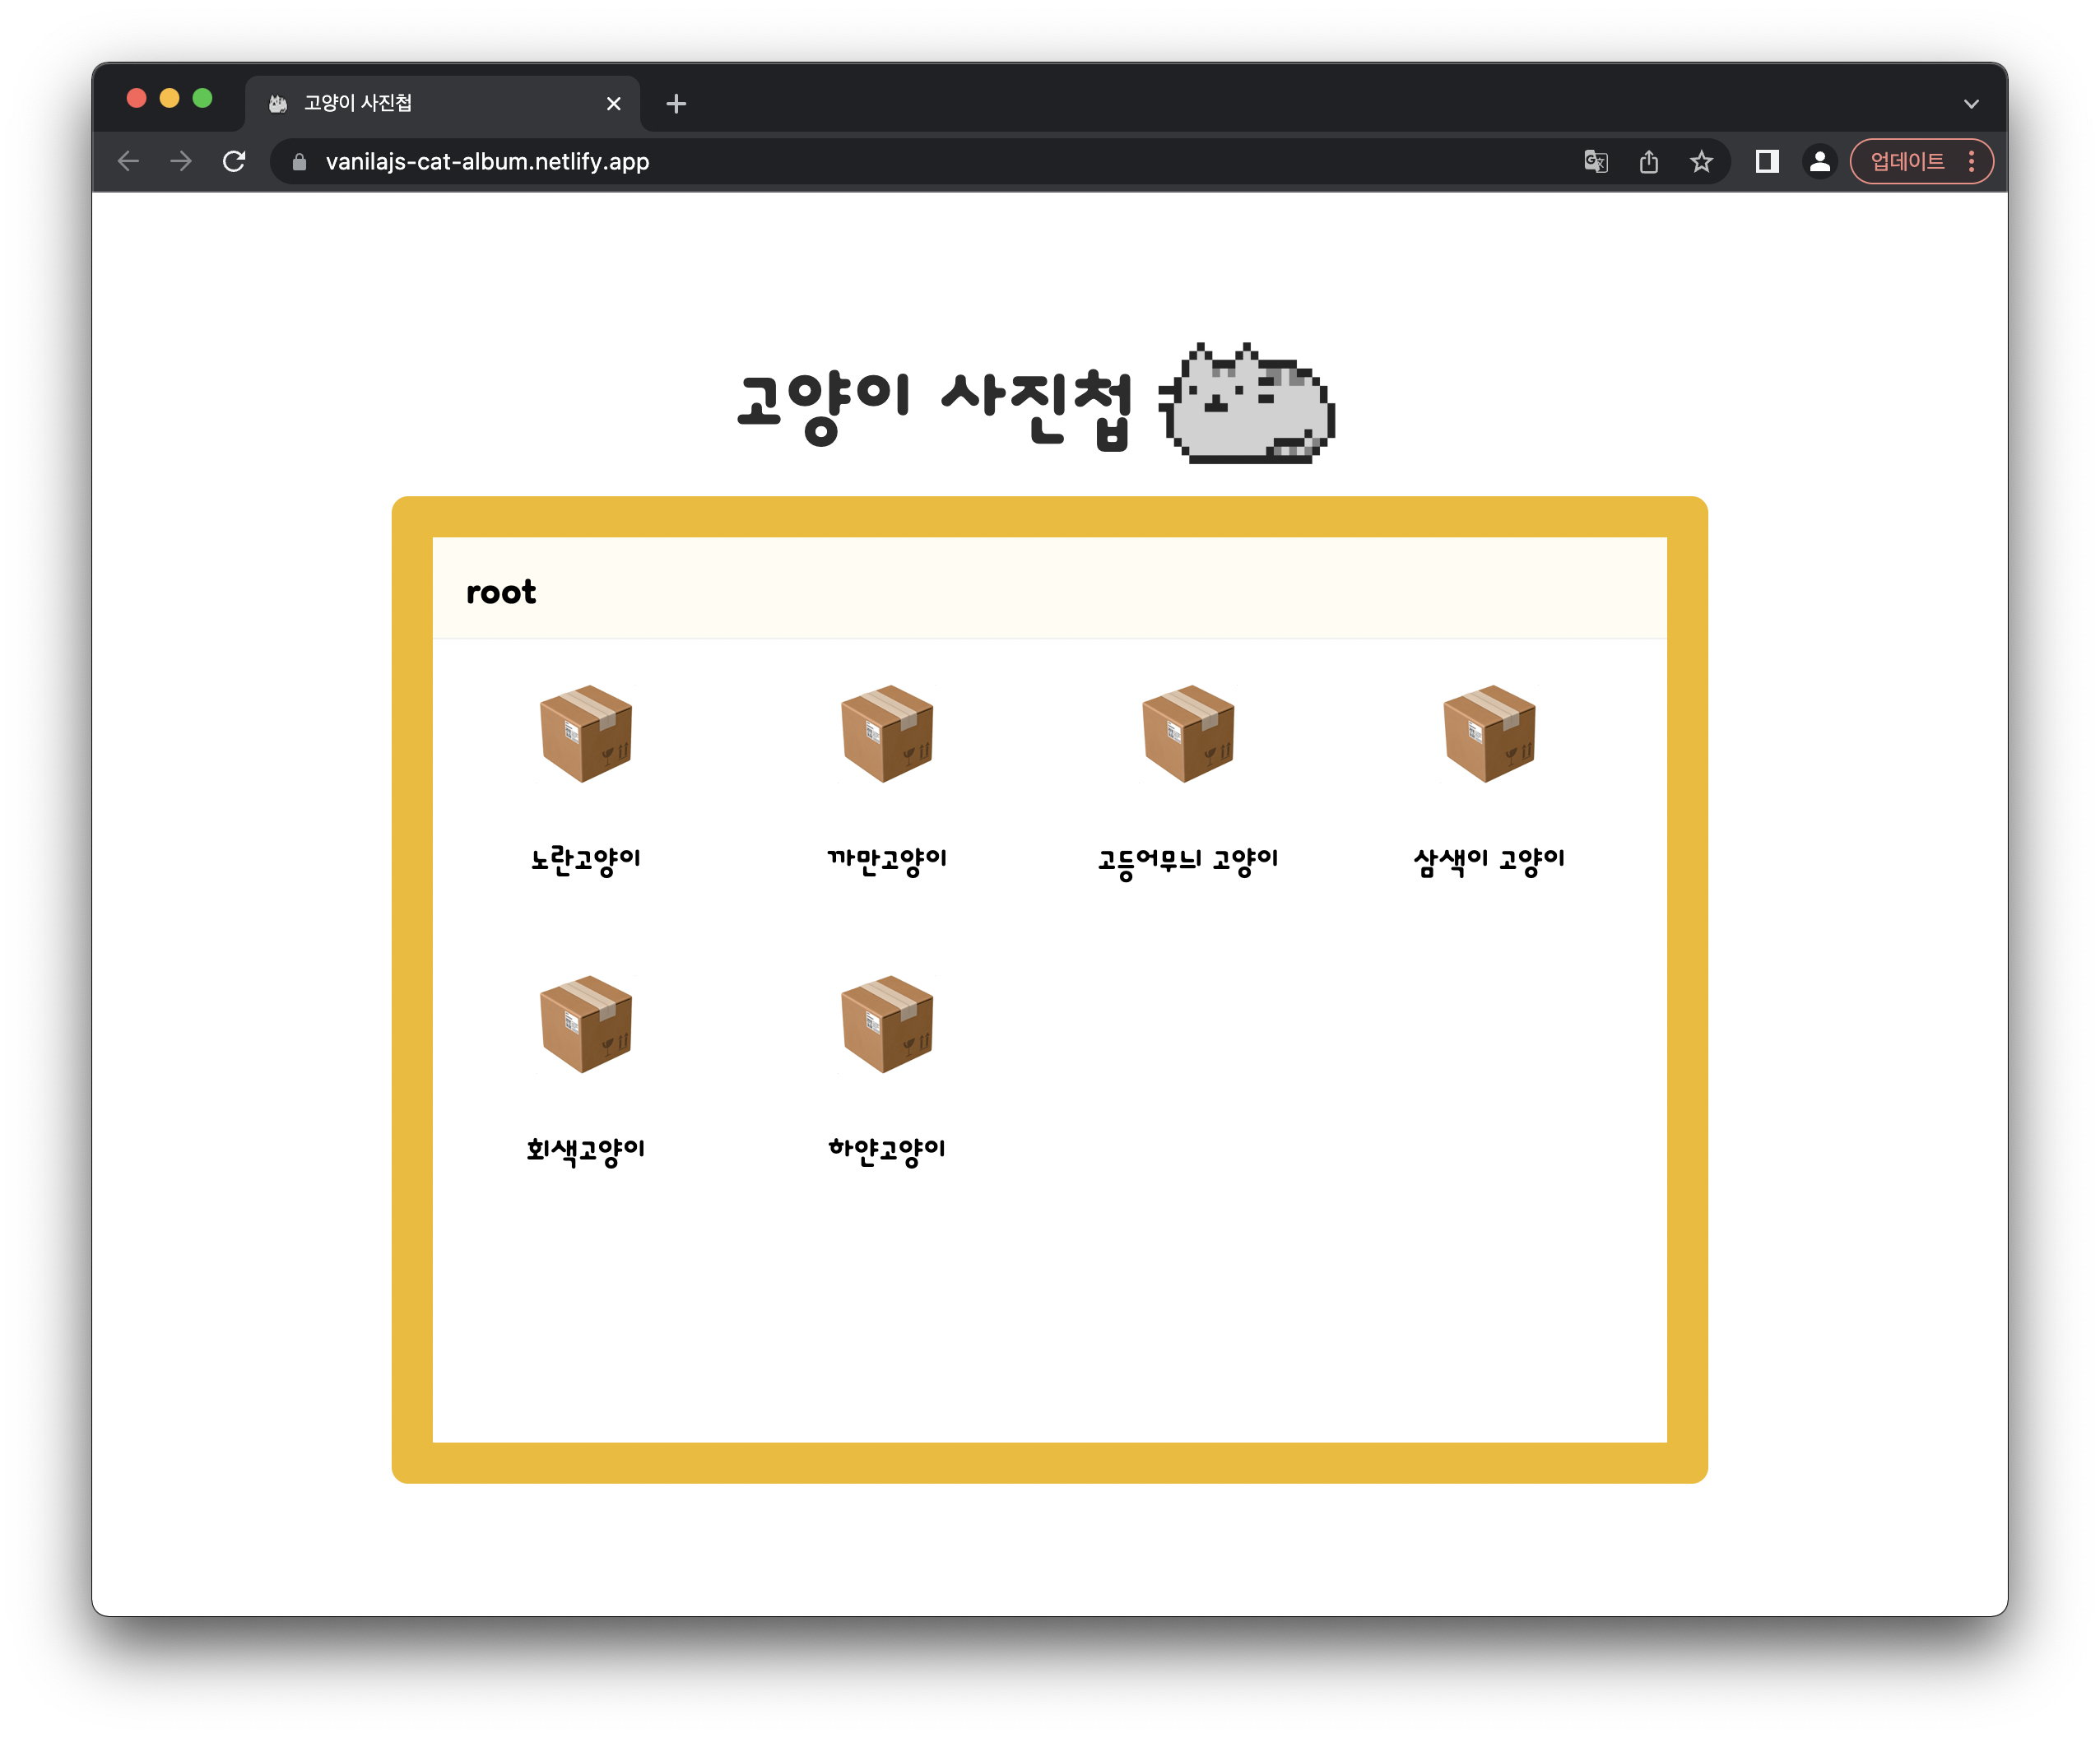 고양이 사진첩
vanilajs-cat-album.netlify.app
업데이트
고양이 사진첩
root
노란고양이 까만고양이 고등어무늬 고양이 삼색이 고양이
회색고양이 하얀고양이